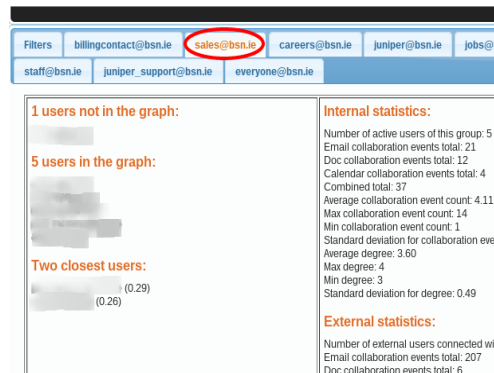 Filters billingcontact@bsn.ie sales@bsn.ie careers@bsn.ie juniper@bsn.ie jobs@
staff@bsn.ie juniper_support@bsn.ie everyone@bsn.ie
1 users not in the graph:
5 users in the graph:
Two closest users:
(0.29)
(0.26)
Internal statistics:
Number of active users of this group: 5
Email collaboration events total: 21
Doc collaboration events total: 12
Calendar collaboration events total: 4
Combined total: 37
Average collaboration event count: 4.11
Max collaboration event count: 14
Min collaboration event count: 1
Standard deviation for collaboration eve
Average degree: 3.60
Max degree: 4
Min degree: 3
Standard deviation for degree: 0.49
External statistics:
Number of external users connected wi
Email collaboration events total: 207
Doc collaboration events total: 6